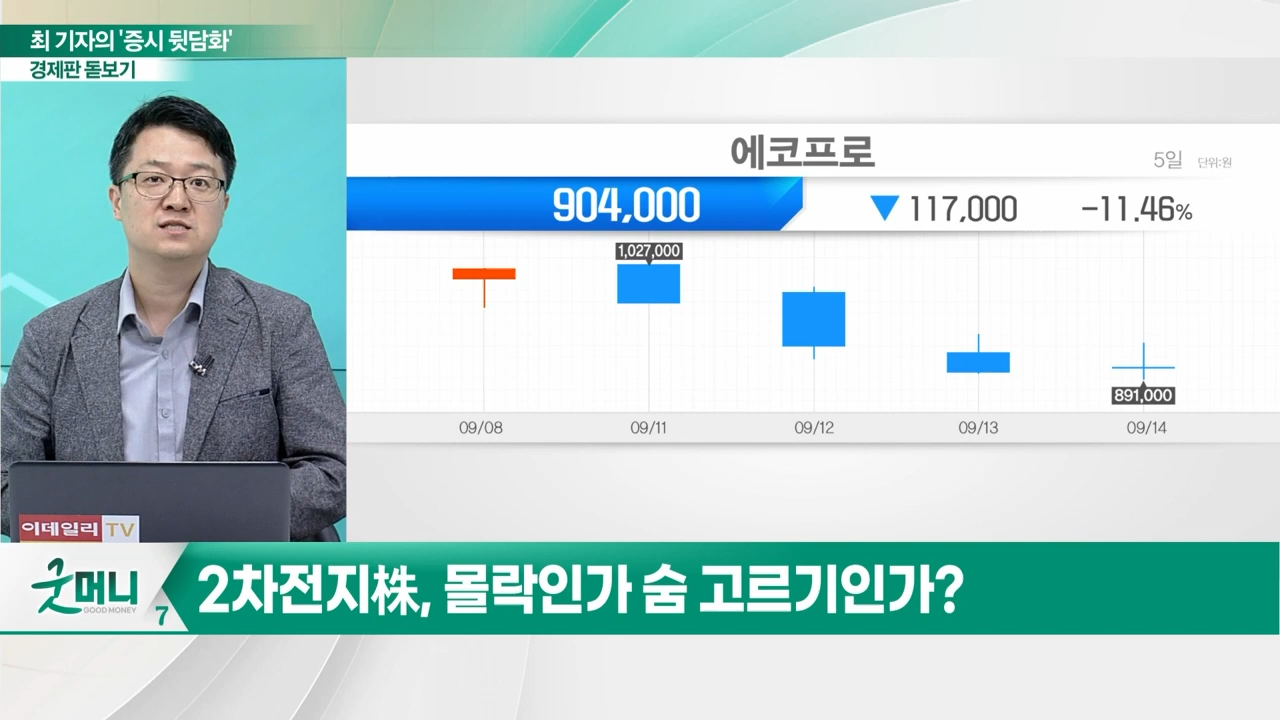 최 기자의 '증시 뒷담화'
경제판 돋보기
에코프로
5일 단위:원
904,000 ▼117,000 -11.46%
1,027,000
891,000
09/08 09/11 09/12 09/13 09/14
이데일리 TV
굿머니
GOOD MONEY
7
2차전지株, 몰락인가 숨 고르기인가?